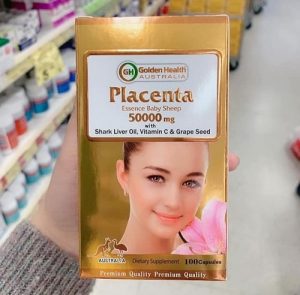 GH Golden Health
AUSTRALIA
Placenta
Essence Baby Sheep
50000 mg
with
Shark Liver Oil, Vitamin C & Grape Seed
AUSTRALIA
Dietary Supplement 100 Capsules
Premium Quality Premium Quality